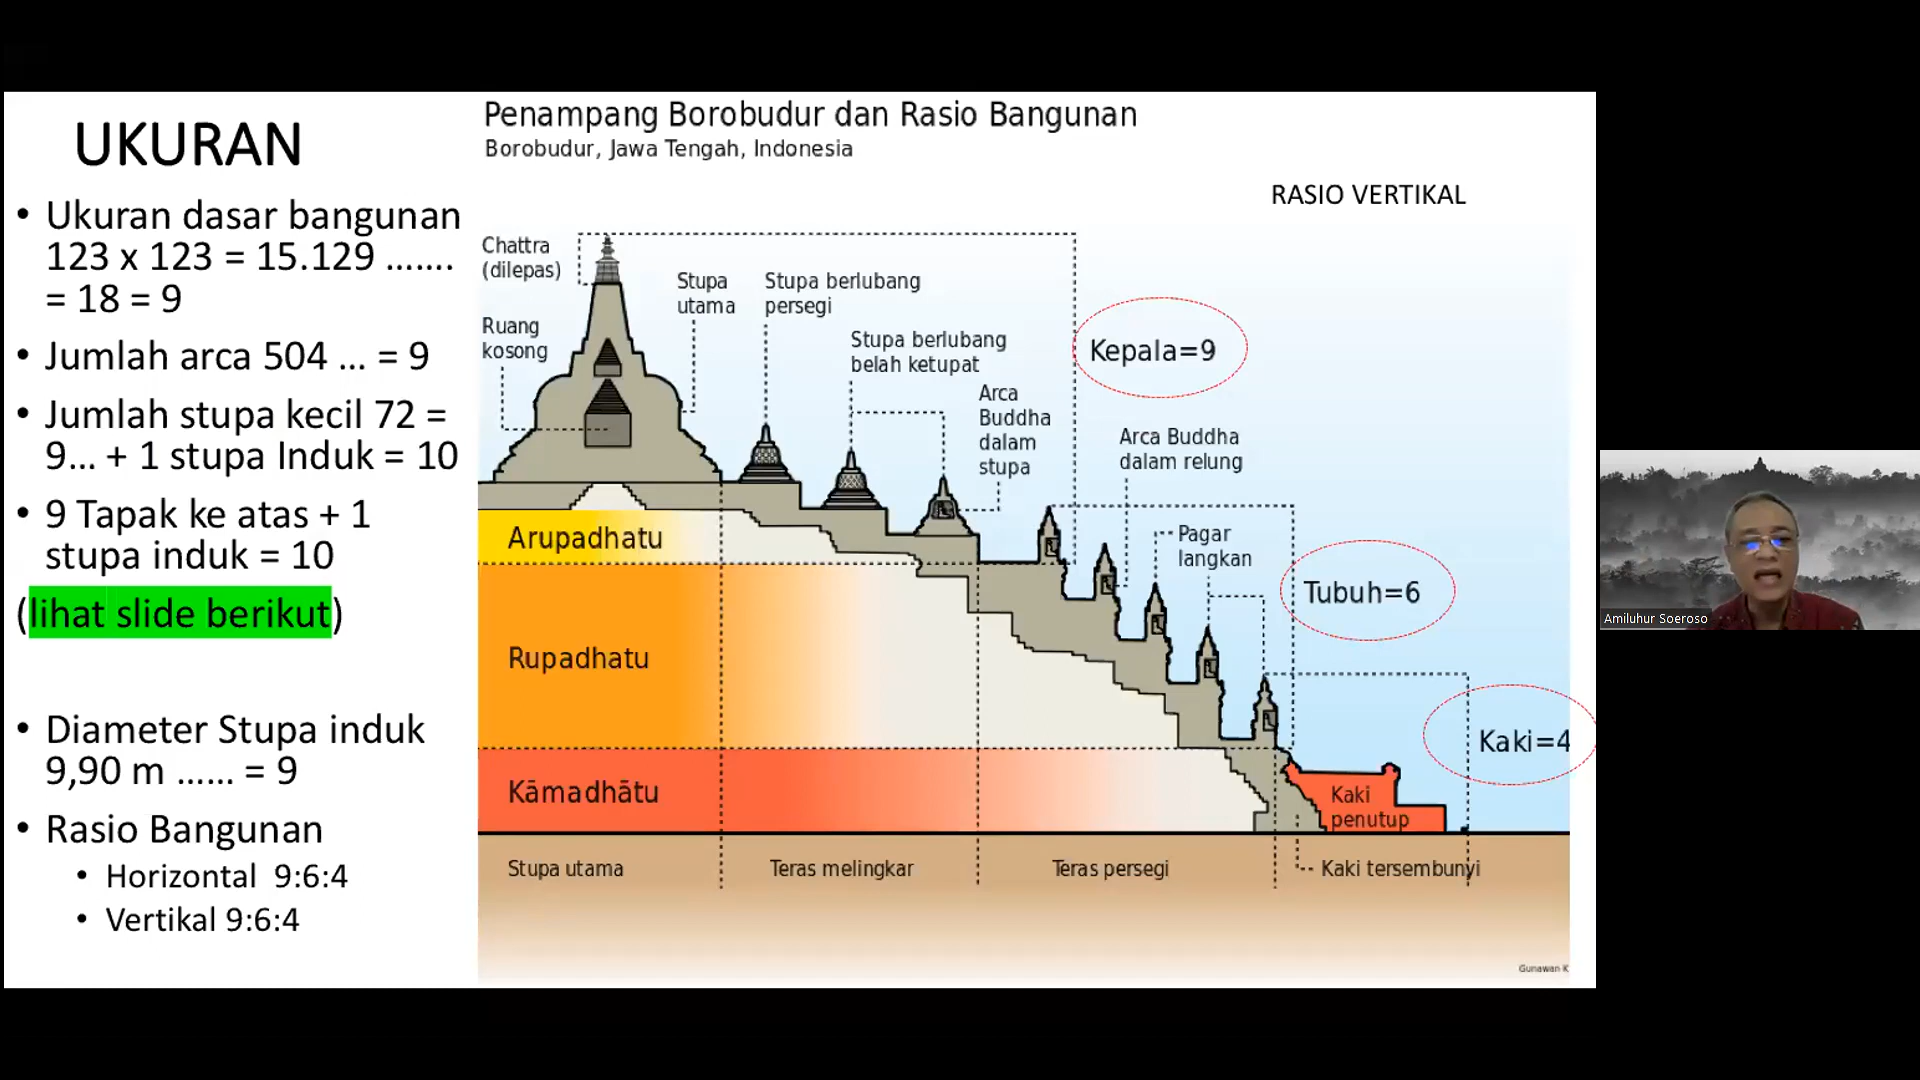 UKURAN
• Ukuran dasar bangunan
123 x 123 = 15.129 .......
= 18 = 9
• Jumlah arca 504 ... = 9
• Jumlah stupa kecil 72 =
9... + 1 stupa Induk = 10
• 9 Tapak ke atas + 1
stupa induk = 10
(lihat slide berikut)
• Diameter Stupa induk
9,90 m ...... = 9
• Rasio Bangunan
• Horizontal 9:6:4
• Vertikal 9:6:4
Penampang Borobudur dan Rasio Bangunan
Borobudur, Jawa Tengah, Indonesia
RASIO VERTIKAL
Chattra
(dilepas)
Ruang
kosong
Stupa
utama
Stupa berlubang
persegi
Stupa berlubang
belah ketupat
Arca
Buddha
dalam
stupa
Kepala=9
Arca Buddha
dalam relung
Pagar
langkan
Tubuh=6
Kaki=4
Arupadhatu
Rupadhatu
Kāmadhātu
Kaki
penutup
Stupa utama
Teras melingkar
Teras persegi
Kaki tersembunyi
Gunawan K
Amiluhur Soeroso